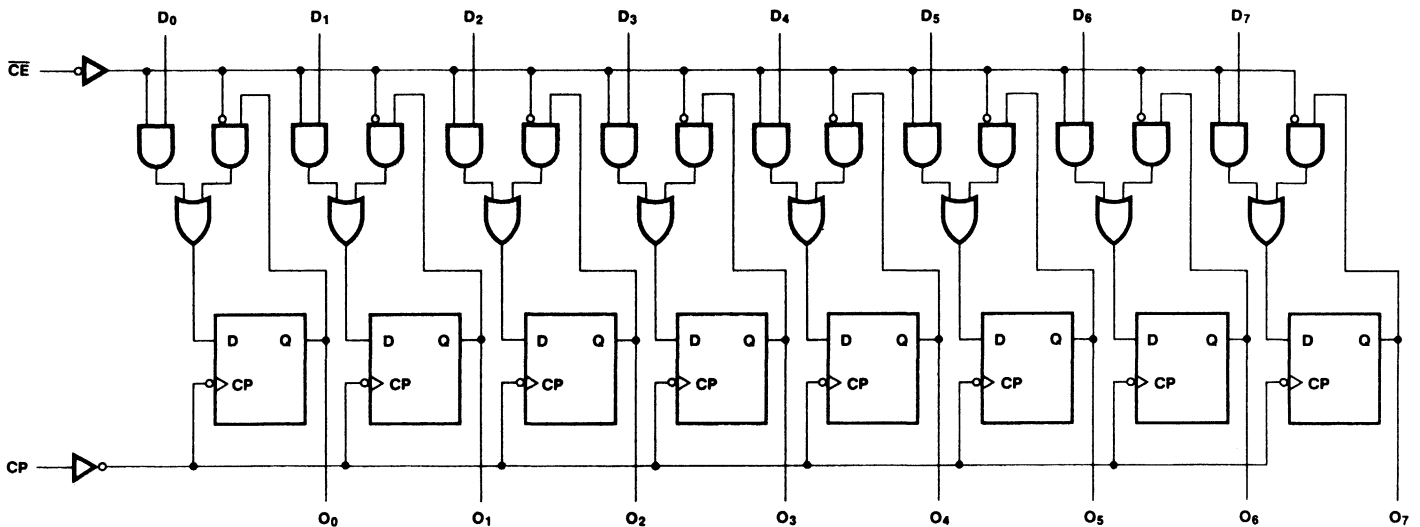 D₀ D₁ D₂ D₃ D₄ D₅ D₆ D₇
C̅E̅
D Q D Q D Q D Q D Q D Q D Q D Q
CP CP CP CP CP CP CP CP
CP
O₀ O₁ O₂ O₃ O₄ O₅ O₆ O₇